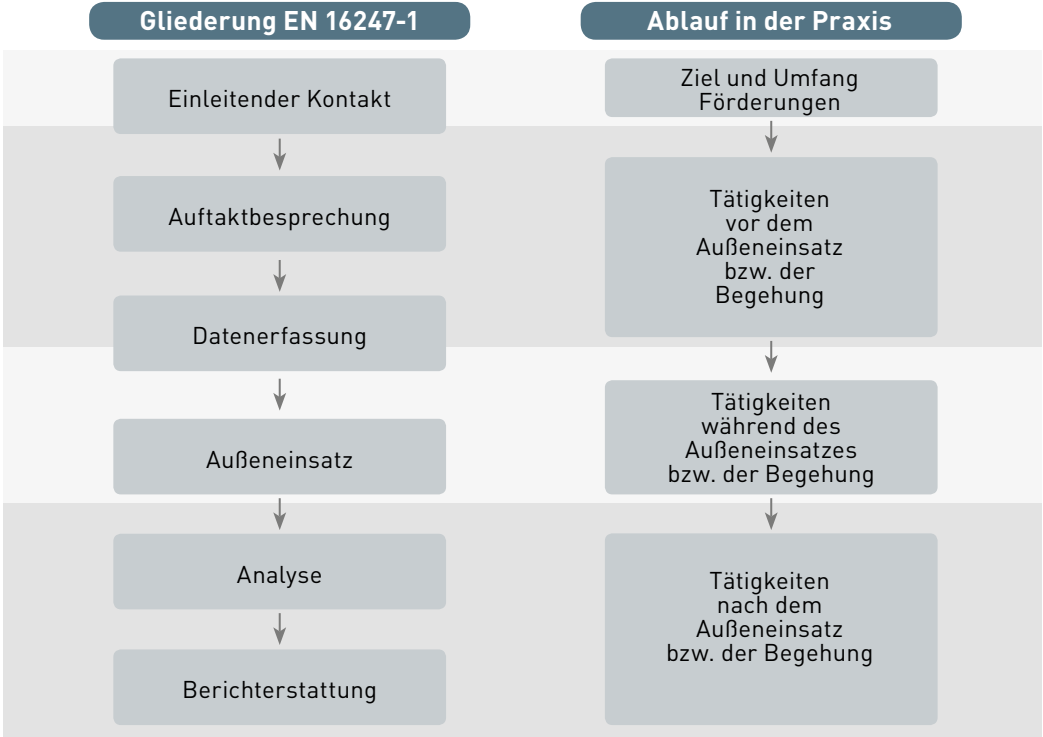 Gliederung EN 16247-1
Einleitender Kontakt
Auftaktbesprechung
Datenerfassung
Außeneinsatz
Analyse
Berichterstattung
Ablauf in der Praxis
Ziel und Umfang
Förderungen
Tätigkeiten
vor dem
Außeneinsatz
bzw. der
Begehung
Tätigkeiten
während des
Außeneinsatzes
bzw. der Begehung
Tätigkeiten
nach dem
Außeneinsatz
bzw. der Begehung